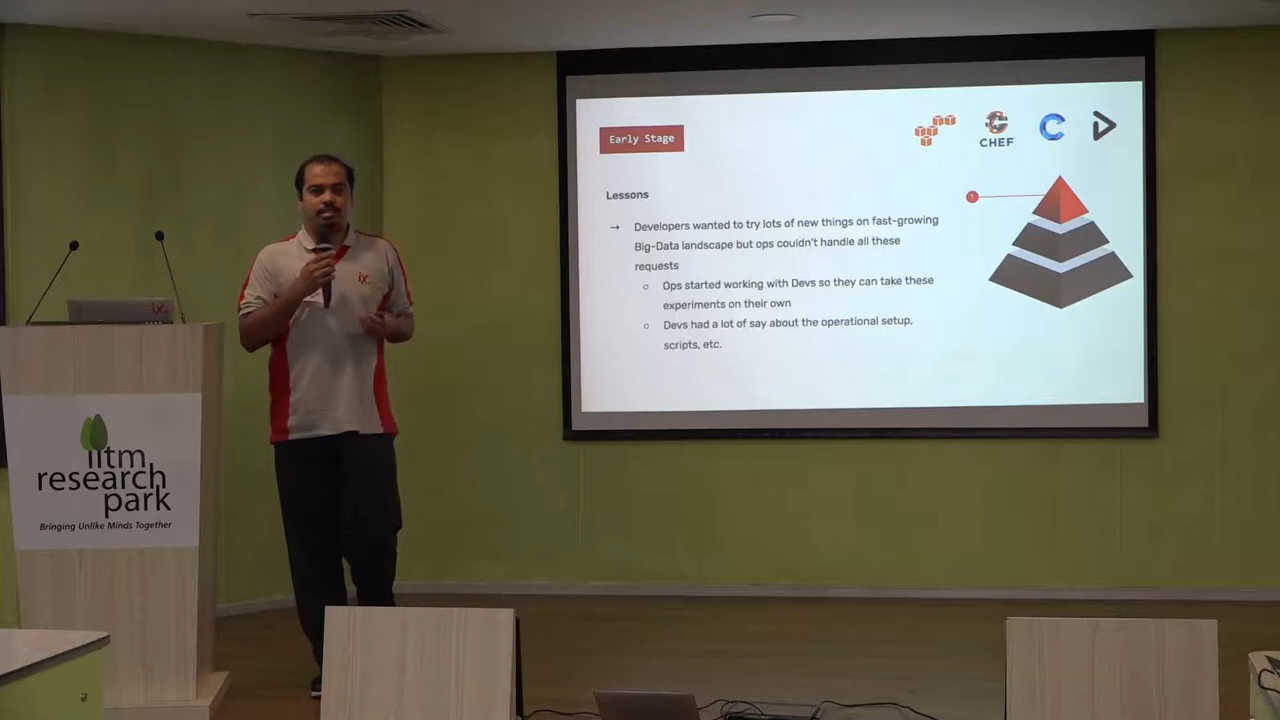 Early Stage
CHEF
Lessons
→ Developers wanted to try lots of new things on fast-growing
Big-Data landscape but ops couldn't handle all these
requests
○ Ops started working with Devs so they can take these
experiments on their own
○ Devs had a lot of say about the operational setup,
scripts, etc.
1
ix.
ix.
iitm
research
park
Bringing Unlike Minds Together